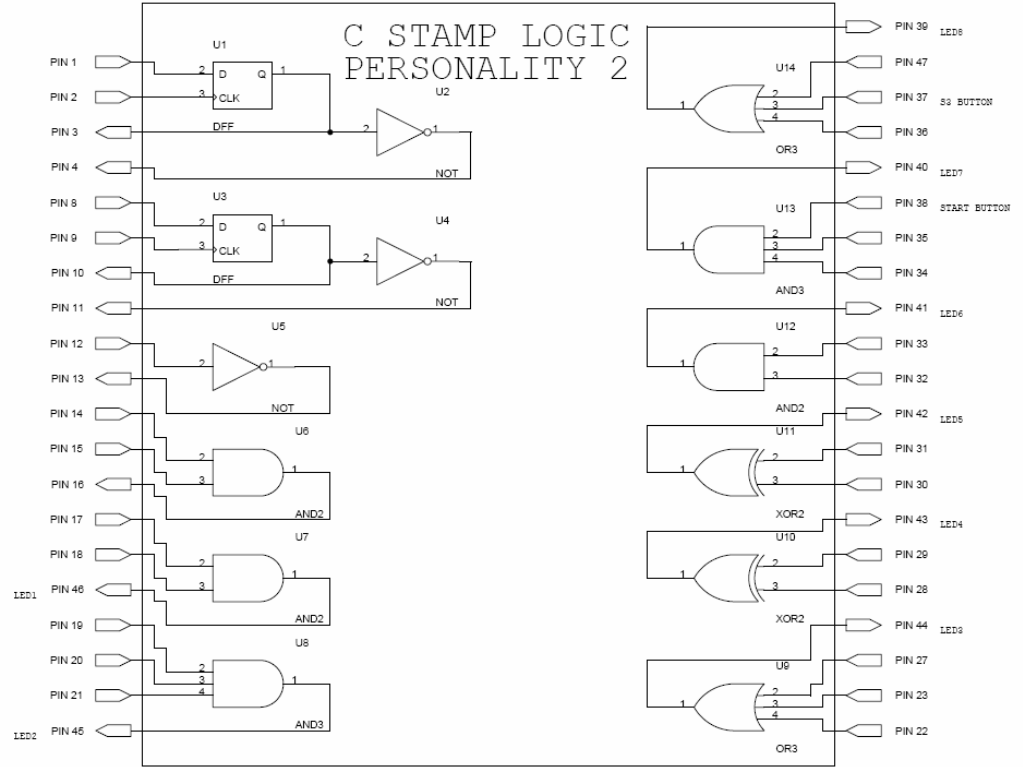 C STAMP LOGIC
PERSONALITY 2
PIN 1
PIN 2
PIN 3
PIN 4
PIN 8
PIN 9
PIN 10
PIN 11
PIN 12
PIN 13
PIN 14
PIN 15
PIN 16
PIN 17
PIN 18
LED1 PIN 46
PIN 19
PIN 20
PIN 21
LED2 PIN 45
U1
2 D Q 1
3 CLK
DFF
U2
2 1
NOT
U3
2 D Q 1
3 CLK
DFF
U4
2 1
NOT
U5
2 1
NOT
U6
2
3
1
AND2
U7
2
3
1
AND2
U8
2
3
4
1
AND3
U14
1
2
3
4
OR3
U13
1
2
3
4
AND3
U12
1
2
3
AND2
U11
1
2
3
XOR2
U10
1
2
3
XOR2
U9
1
2
3
4
OR3
PIN 39 LED8
PIN 47
PIN 37 S3 BUTTON
PIN 36
PIN 40 LED7
PIN 38 START BUTTON
PIN 35
PIN 34
PIN 41 LED6
PIN 33
PIN 32
PIN 42 LED5
PIN 31
PIN 30
PIN 43 LED4
PIN 29
PIN 28
PIN 44 LED3
PIN 27
PIN 23
PIN 22